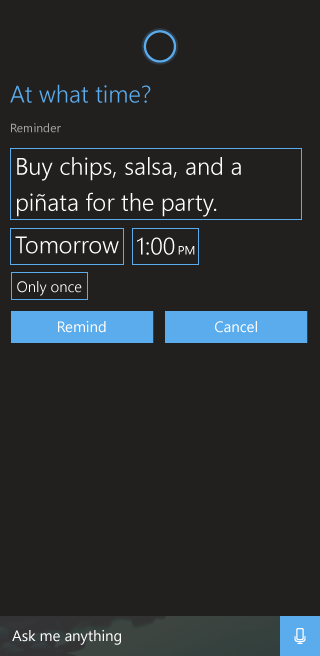 At what time?
Reminder
Buy chips, salsa, and a
piñata for the party.
Tomorrow 1:00 PM
Only once
Remind Cancel
Ask me anything